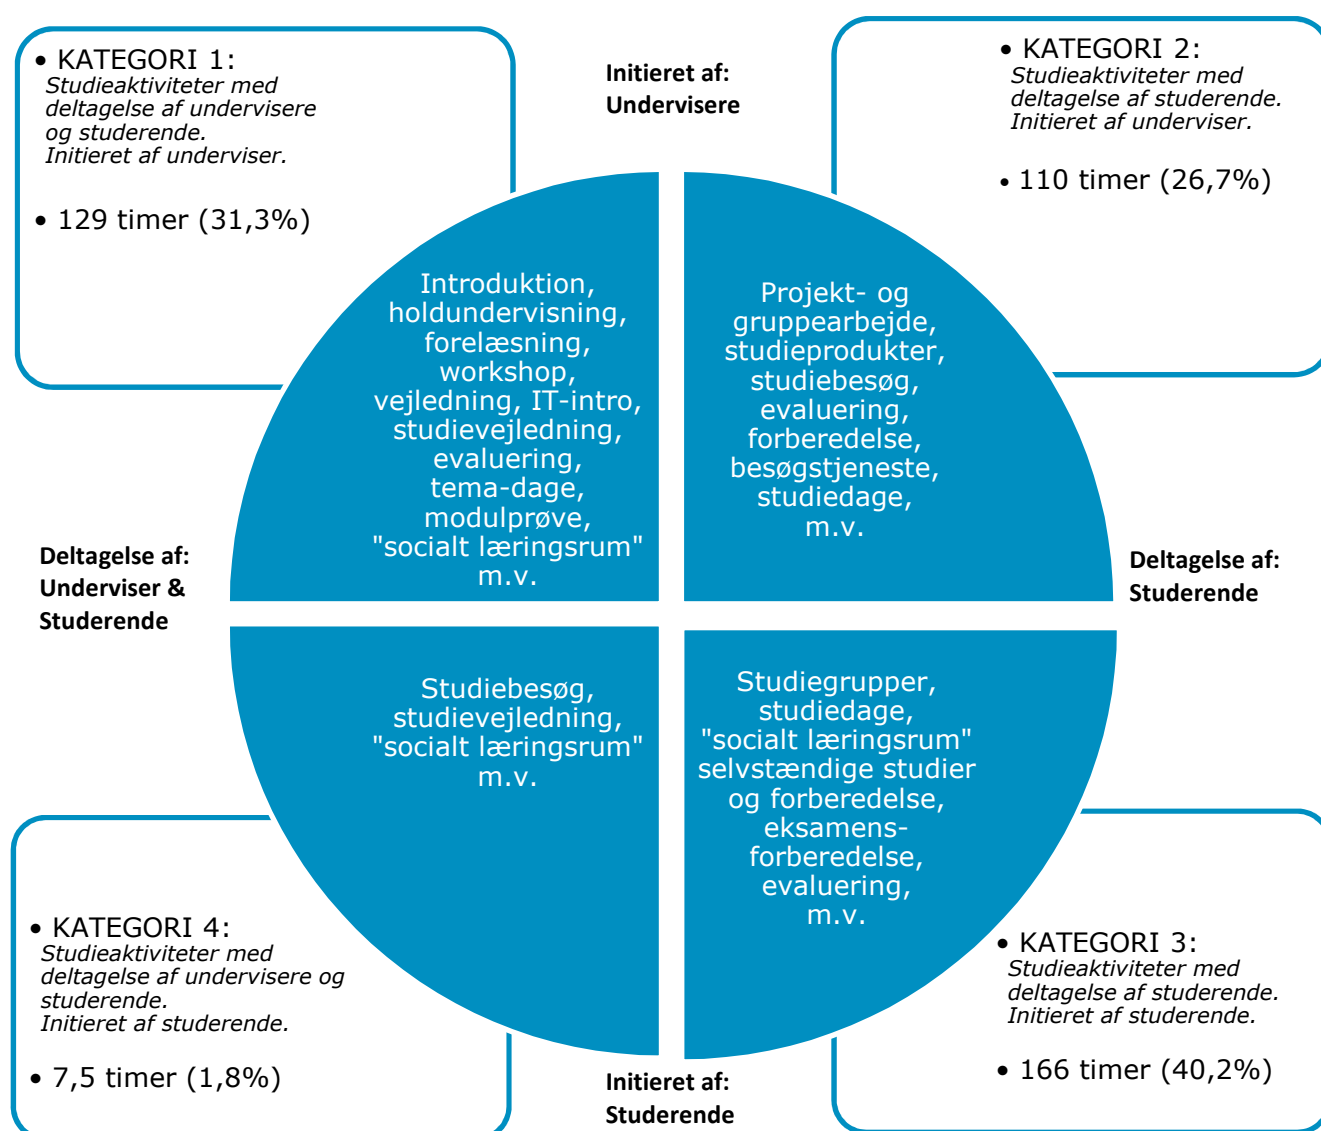 • KATEGORI 1:
Studieaktiviteter med
deltagelse af undervisere
og studerende.
Initieret af underviser.
• 129 timer (31,3%)
Initieret af:
Undervisere
• KATEGORI 2:
Studieaktiviteter med
deltagelse af studerende.
Initieret af underviser.
• 110 timer (26,7%)
Introduktion,
holdundervisning,
forelæsning,
workshop,
vejledning, IT-intro,
studievejledning,
evaluering,
tema-dage,
modulprøve,
"socialt læringsrum"
m.v.
Projekt- og
gruppearbejde,
studieprodukter,
studiebesøg,
evaluering,
forberedelse,
besøgstjeneste,
studiedage,
m.v.
Deltagelse af:
Underviser &
Studerende
Deltagelse af:
Studerende
Studiebesøg,
studievejledning,
"socialt læringsrum"
m.v.
Studiegrupper,
studiedage,
"socialt læringsrum"
selvstændige studier
og forberedelse,
eksamens-
forberedelse,
evaluering,
m.v.
• KATEGORI 4:
Studieaktiviteter med
deltagelse af undervisere og
studerende.
Initieret af studerende.
• 7,5 timer (1,8%)
Initieret af:
Studerende
• KATEGORI 3:
Studieaktiviteter med
deltagelse af studerende.
Initieret af studerende.
• 166 timer (40,2%)